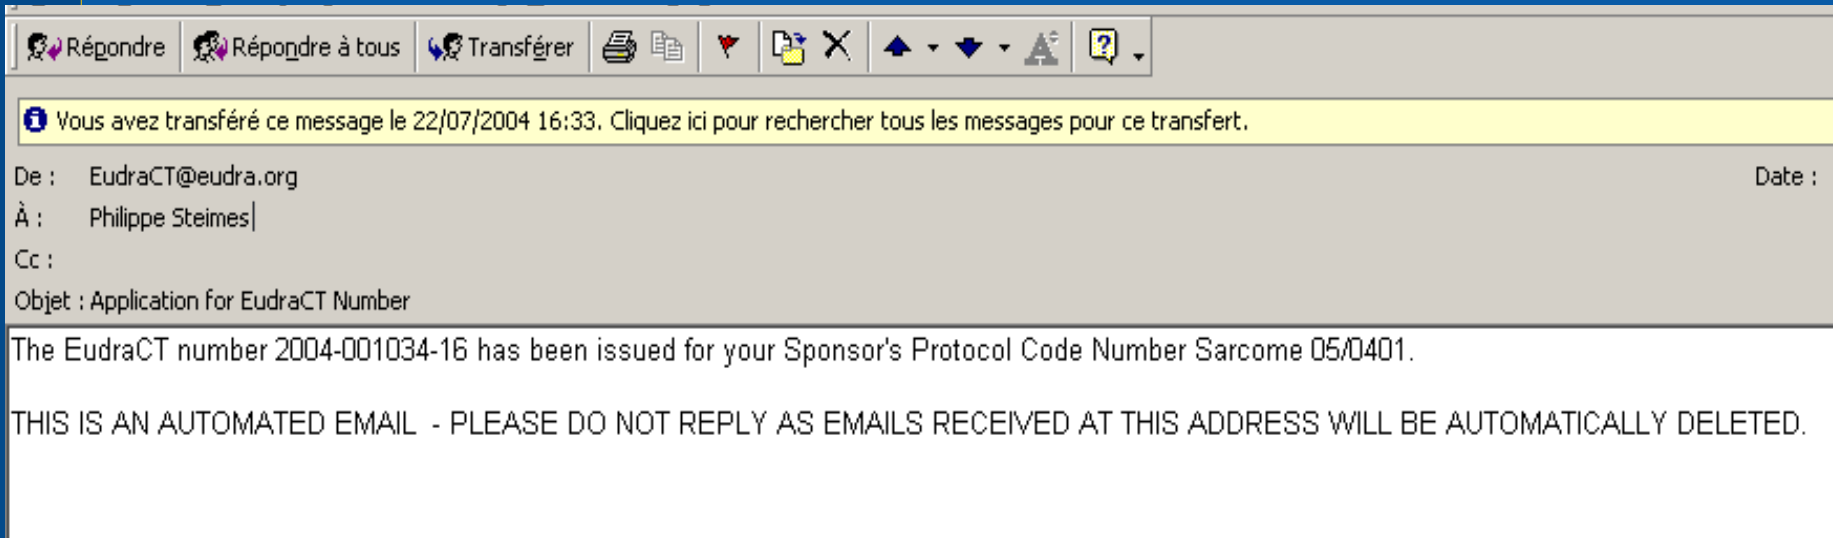 Répondre Répondre à tous Transférer
Vous avez transféré ce message le 22/07/2004 16:33. Cliquez ici pour rechercher tous les messages pour ce transfert.
De : EudraCT@eudra.org Date :
À : Philippe Steimes
Cc :
Objet : Application for EudraCT Number
The EudraCT number 2004-001034-16 has been issued for your Sponsor's Protocol Code Number Sarcome 05/0401.
THIS IS AN AUTOMATED EMAIL - PLEASE DO NOT REPLY AS EMAILS RECEIVED AT THIS ADDRESS WILL BE AUTOMATICALLY DELETED.